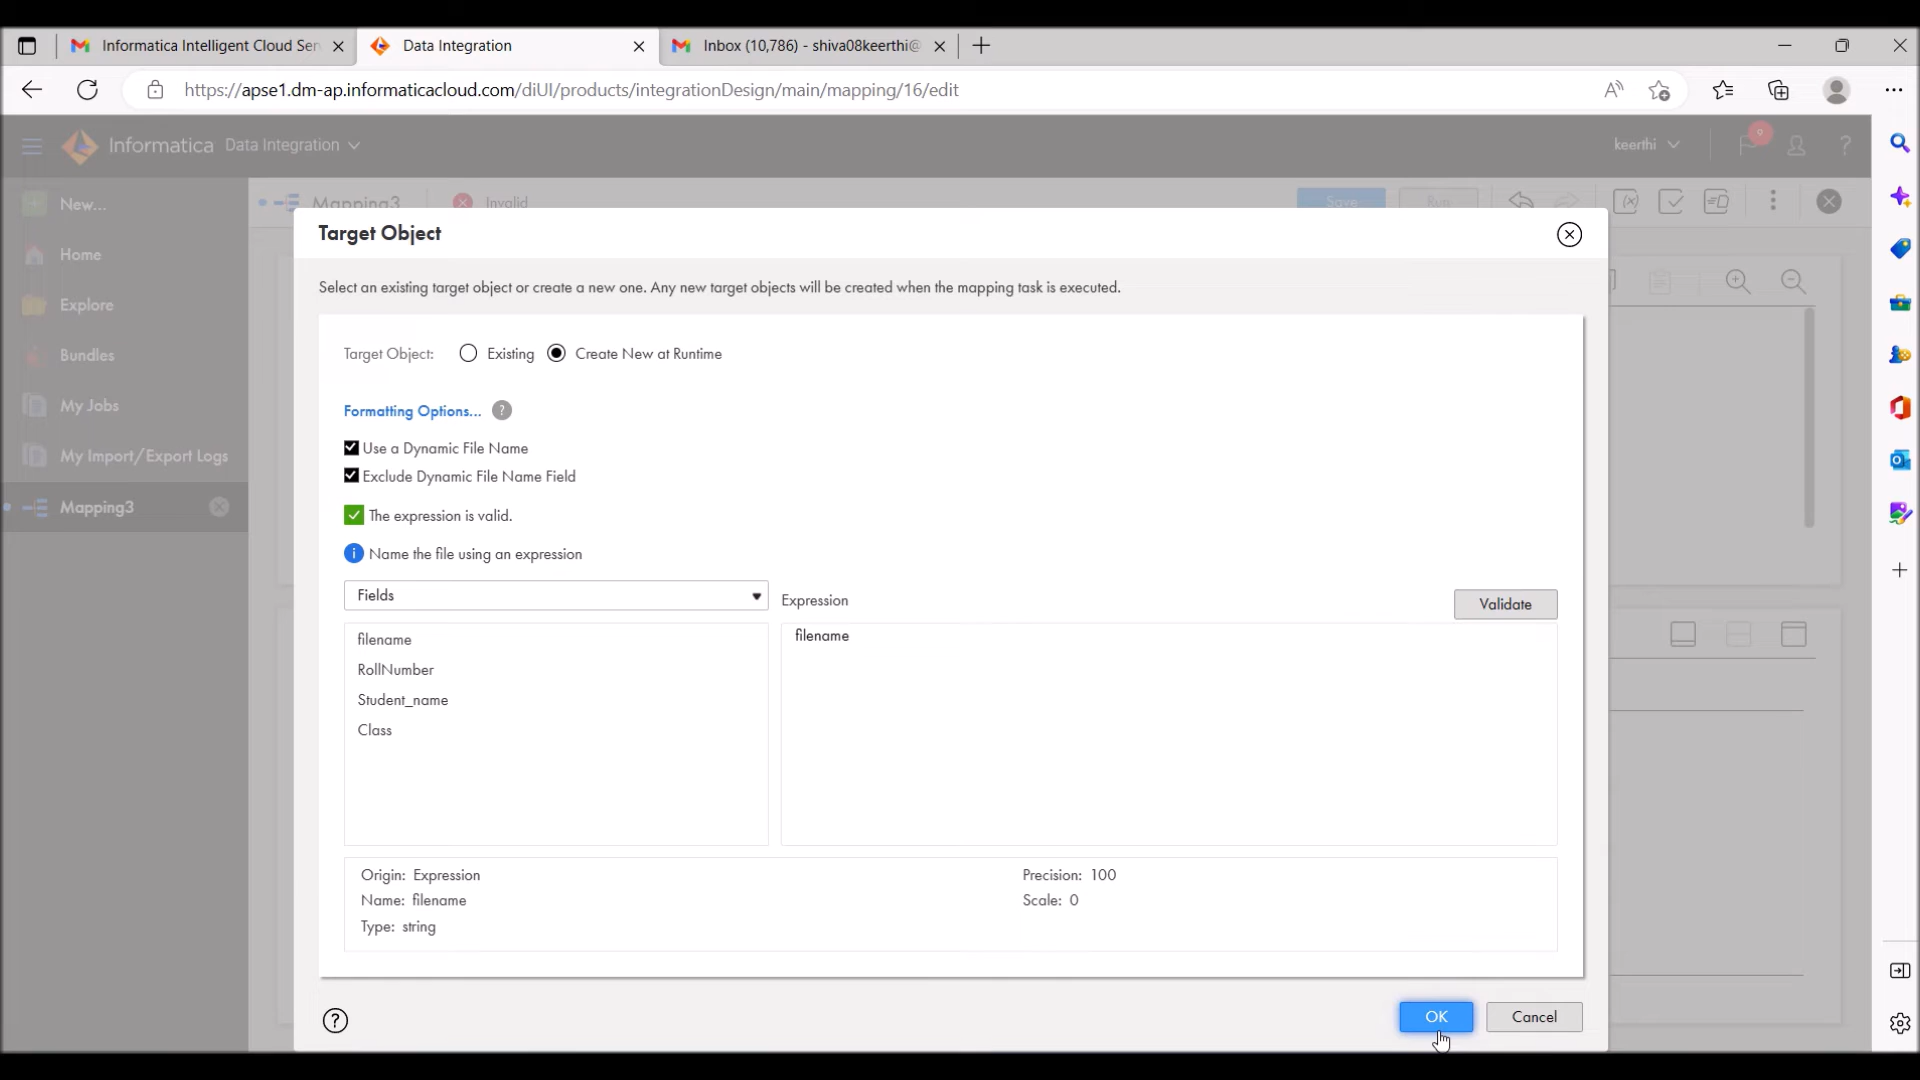 Informatica Intelligent Cloud Ser
Data Integration
Inbox (10,786) - shiva08keerthi@
https://apse1.dm-ap.informaticacloud.com/diUI/products/integrationDesign/main/mapping/16/edit
Informatica Data Integration
keerthi
9
?
New...
Home
Explore
Bundles
My Jobs
My Import/Export Logs
Mapping3
Mapping3
Invalid
Save
Run
Target Object
Select an existing target object or create a new one. Any new target objects will be created when the mapping task is executed.
Target Object:
Existing
Create New at Runtime
Formatting Options...
?
Use a Dynamic File Name
Exclude Dynamic File Name Field
The expression is valid.
i Name the file using an expression
Fields
Expression
Validate
filename
RollNumber
Student_name
Class
filename
Origin: Expression
Name: filename
Type: string
Precision: 100
Scale: 0
?
OK
Cancel